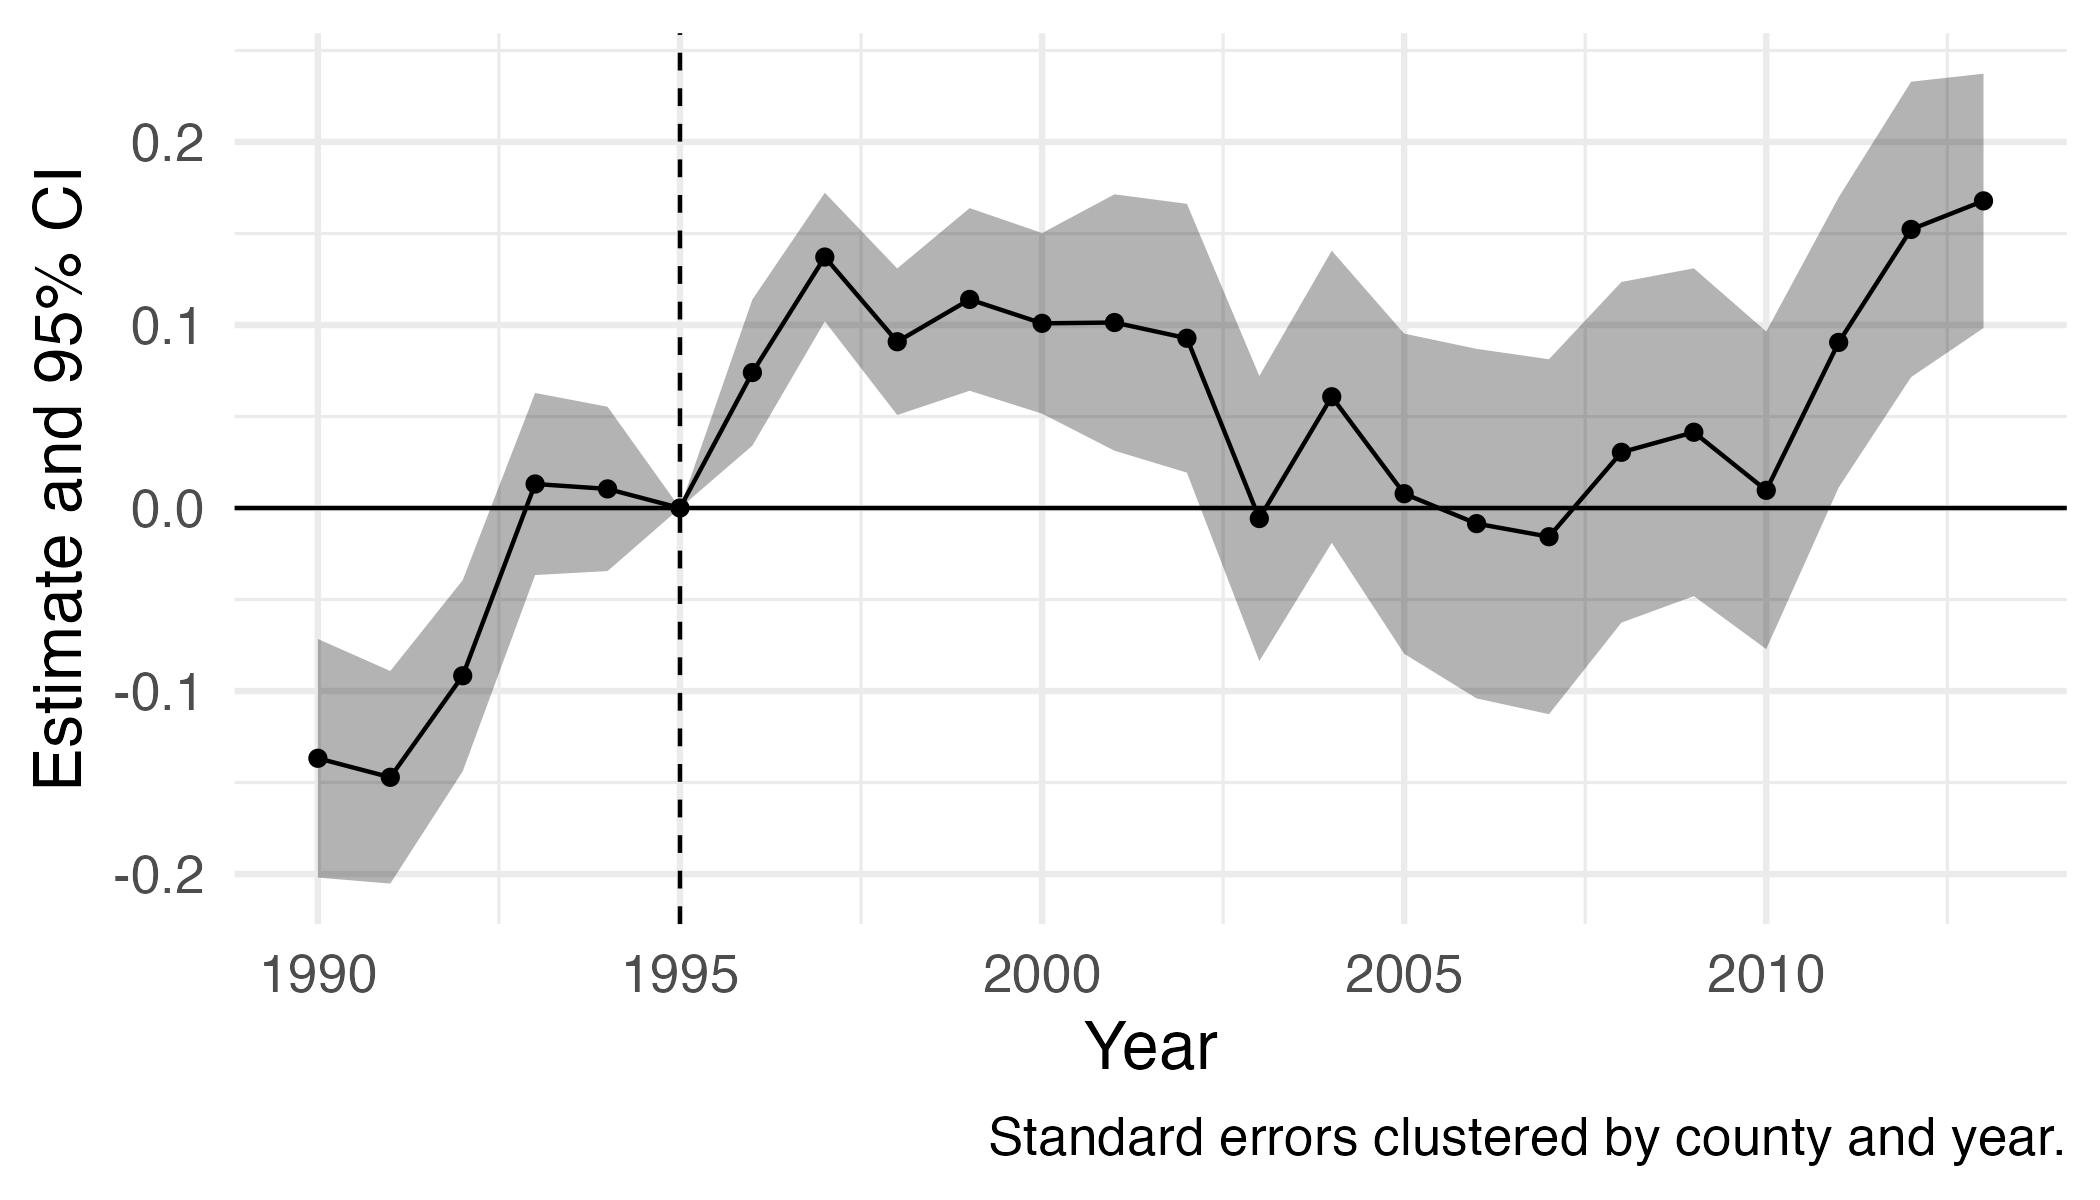 Estimate and 95% CI
0.2
0.1
0.0
-0.1
-0.2
1990 1995 2000 2005 2010
Year
Standard errors clustered by county and year.